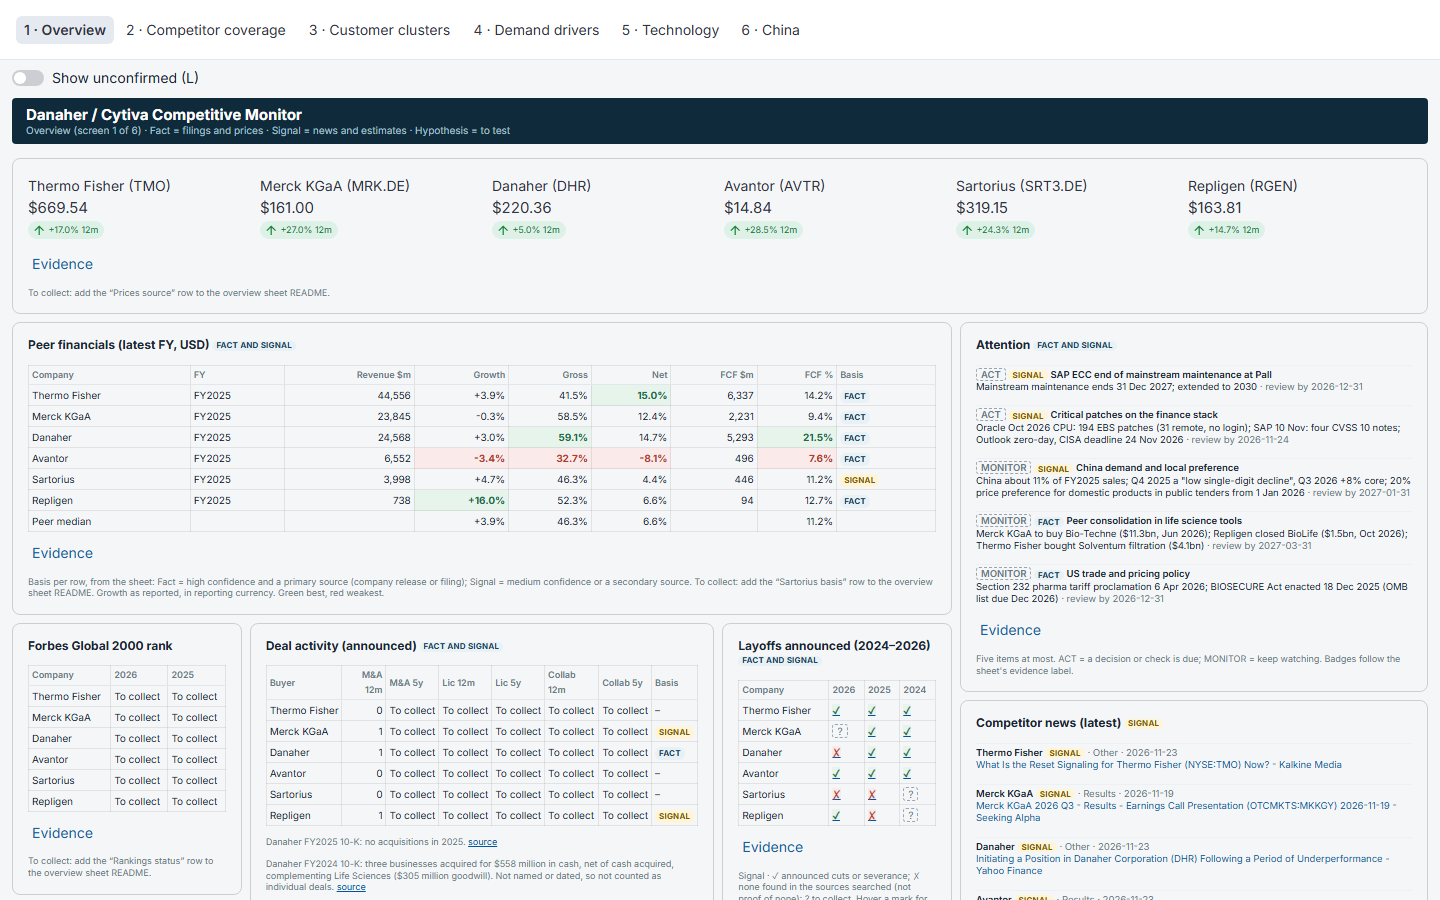 1 · Overview 2 · Competitor coverage 3 · Customer clusters 4 · Demand drivers 5 · Technology 6 · China
Show unconfirmed (L)
Danaher / Cytiva Competitive Monitor
Overview (screen 1 of 6) · Fact = filings and prices · Signal = news and estimates · Hypothesis = to test
Thermo Fisher (TMO) Merck KGaA (MRK.DE) Danaher (DHR) Avantor (AVTR) Sartorius (SRT3.DE) Repligen (RGEN)
$669.54 $161.00 $220.36 $14.84 $319.15 $163.81
↑ +17.0% 12m ↑ +27.0% 12m ↑ +5.0% 12m ↑ +28.5% 12m ↑ +24.3% 12m ↑ +14.7% 12m
Evidence
To collect: add the “Prices source” row to the overview sheet README.
Peer financials (latest FY, USD) FACT AND SIGNAL
Company FY Revenue $m Growth Gross Net FCF $m FCF % Basis
Thermo Fisher FY2025 44,556 +3.9% 41.5% 15.0% 6,337 14.2% FACT
Merck KGaA FY2025 23,845 -0.3% 58.5% 12.4% 2,231 9.4% FACT
Danaher FY2025 24,568 +3.0% 59.1% 14.7% 5,293 21.5% FACT
Avantor FY2025 6,552 -3.4% 32.7% -8.1% 496 7.6% FACT
Sartorius FY2025 3,998 +4.7% 46.3% 4.4% 446 11.2% SIGNAL
Repligen FY2025 738 +16.0% 52.3% 6.6% 94 12.7% FACT
Peer median +3.9% 46.3% 6.6% 11.2%
Evidence
Basis per row, from the sheet: Fact = high confidence and a primary source (company release or filing); Signal = medium confidence or a secondary source. To collect: add the “Sartorius basis” row to the overview
sheet README. Growth as reported, in reporting currency. Green best, red weakest.
Attention FACT AND SIGNAL
ACT SIGNAL SAP ECC end of mainstream maintenance at Pall
Mainstream maintenance ends 31 Dec 2027; extended to 2030 · review by 2026-12-31
ACT SIGNAL Critical patches on the finance stack
Oracle Oct 2026 CPU: 194 EBS patches (31 remote, no login); SAP 10 Nov: four CVSS 10 notes;
Outlook zero-day, CISA deadline 24 Nov 2026 · review by 2026-11-24
MONITOR SIGNAL China demand and local preference
China about 11% of FY2025 sales; Q4 2025 a "low single-digit decline", Q3 2026 +8% core; 20%
price preference for domestic products in public tenders from 1 Jan 2026 · review by 2027-01-31
MONITOR FACT Peer consolidation in life science tools
Merck KGaA to buy Bio-Techne ($11.3bn, Jun 2026); Repligen closed BioLife ($1.5bn, Oct 2026);
Thermo Fisher bought Solventum filtration ($4.1bn) · review by 2027-03-31
MONITOR FACT US trade and pricing policy
Section 232 pharma tariff proclamation 6 Apr 2026; BIOSECURE Act enacted 18 Dec 2025 (OMB
list due Dec 2026) · review by 2026-12-31
Evidence
Five items at most. ACT = a decision or check is due; MONITOR = keep watching. Badges follow the
sheet's evidence label.
Forbes Global 2000 rank
Company 2026 2025
Thermo Fisher To collect To collect
Merck KGaA To collect To collect
Danaher To collect To collect
Avantor To collect To collect
Sartorius To collect To collect
Repligen To collect To collect
Evidence
To collect: add the “Rankings status” row to
the overview sheet README.
Deal activity (announced) FACT AND SIGNAL
Buyer M&A 12m M&A 5y Lic 12m Lic 5y Collab 12m Collab 5y Basis
Thermo Fisher 0 To collect To collect To collect To collect To collect –
Merck KGaA 1 To collect To collect To collect To collect To collect SIGNAL
Danaher 1 To collect To collect To collect To collect To collect FACT
Avantor 0 To collect To collect To collect To collect To collect –
Sartorius 0 To collect To collect To collect To collect To collect –
Repligen 1 To collect To collect To collect To collect To collect SIGNAL
Danaher FY2025 10-K: no acquisitions in 2025. source
Danaher FY2024 10-K: three businesses acquired for $558 million in cash, net of cash acquired,
complementing Life Sciences ($305 million goodwill). Not named or dated, so not counted as
individual deals. source
Layoffs announced (2024–2026)
FACT AND SIGNAL
Company 2026 2025 2024
Thermo Fisher ✓ ✓ ✓
Merck KGaA ? ✓ ✓
Danaher ✗ ✓ ✓
Avantor ✓ ✓ ✓
Sartorius ✗ ✗ ?
Repligen ✓ ✗ ?
Evidence
Signal · ✓ announced cuts or severance; ✗
none found in the sources searched (not
proof of none); ? to collect. Hover a mark for
Competitor news (latest) SIGNAL
Thermo Fisher SIGNAL · Other · 2026-11-23
What Is the Reset Signaling for Thermo Fisher (NYSE:TMO) Now? - Kalkine Media
Merck KGaA SIGNAL · Results · 2026-11-19
Merck KGaA 2026 Q3 - Results - Earnings Call Presentation (OTCMKTS:MKKGY) 2026-11-19 -
Seeking Alpha
Danaher SIGNAL · Other · 2026-11-23
Initiating a Position in Danaher Corporation (DHR) Following a Period of Underperformance -
Yahoo Finance
Avantor SIGNAL · Results · 2026-11-23